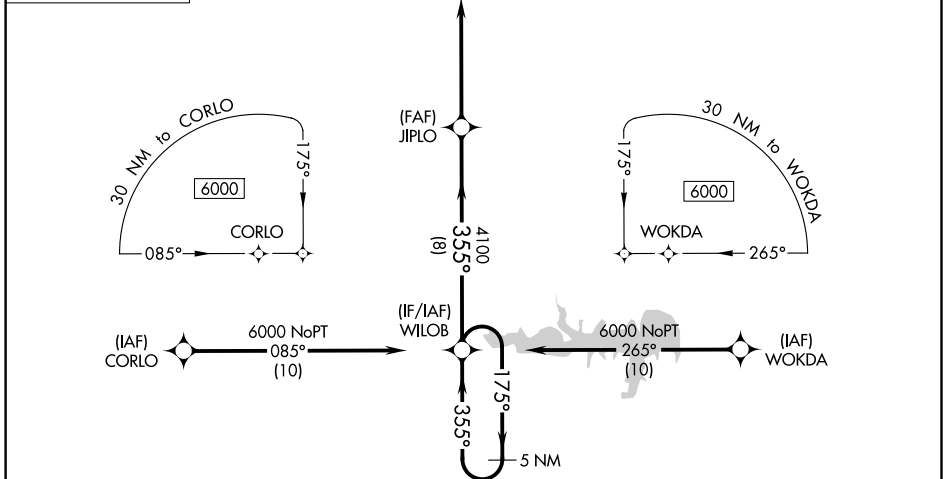 30 NM to CORLO
175°
6000
CORLO
085°
(FAF)
JIPLO
4100
355°
(8)
30 NM to WOKDA
175°
6000
WOKDA
265°
(IF/IAF)
WILOB
(IAF)
CORLO
6000 NoPT
085°
(10)
6000 NoPT
265°
(10)
(IAF)
WOKDA
355°
175°
5 NM